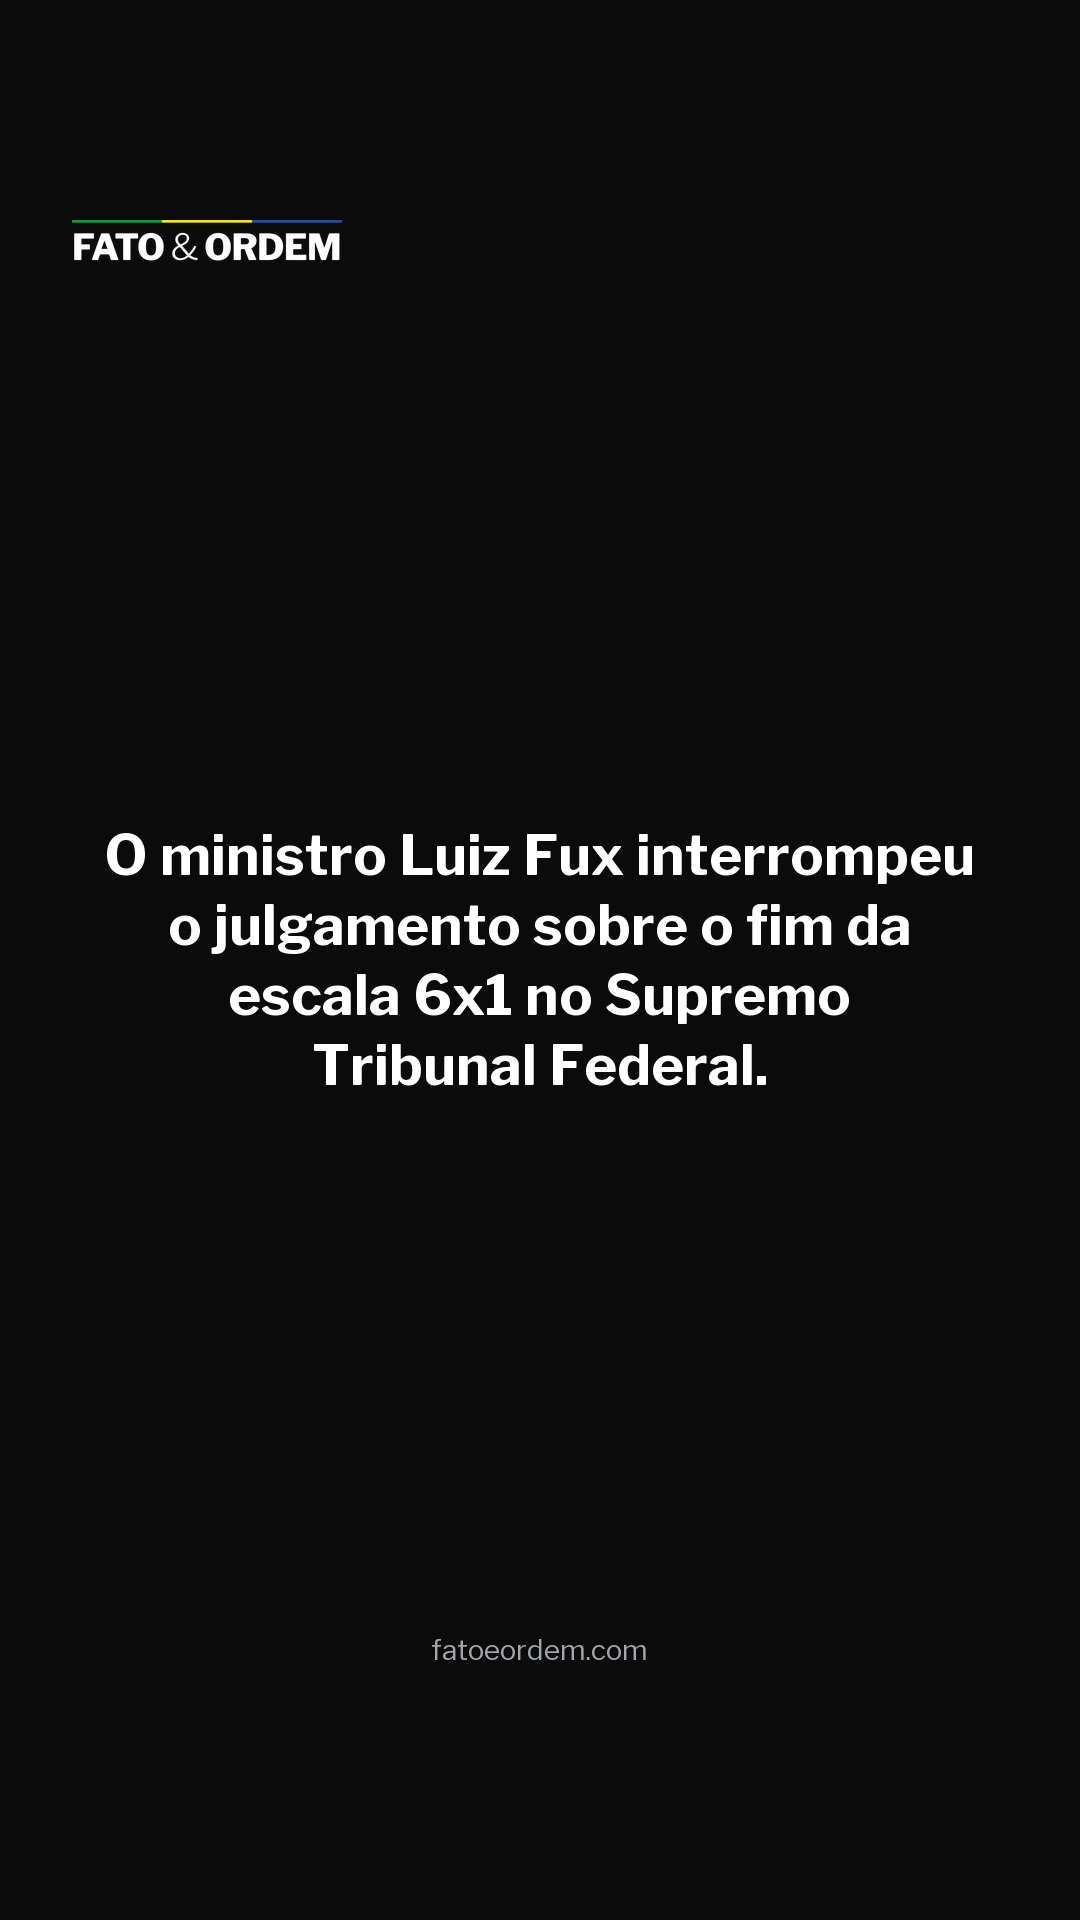 FATO & ORDEM
O ministro Luiz Fux interrompeu
o julgamento sobre o fim da
escala 6x1 no Supremo
Tribunal Federal.
fatoeordem.com